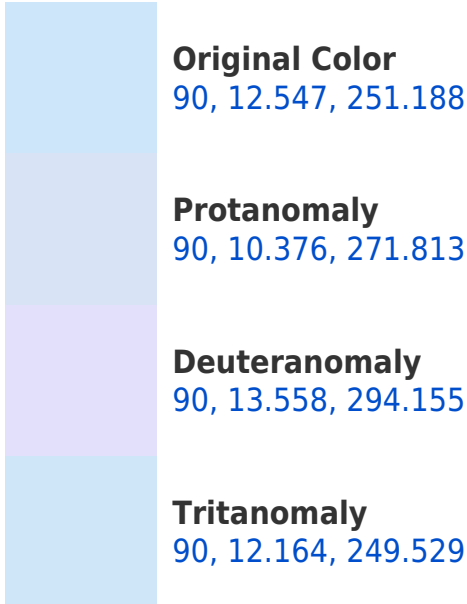 Original Color
90, 12.547, 251.188
Protanomaly
90, 10.376, 271.813
Deuteranomaly
90, 13.558, 294.155
Tritanomaly
90, 12.164, 249.529